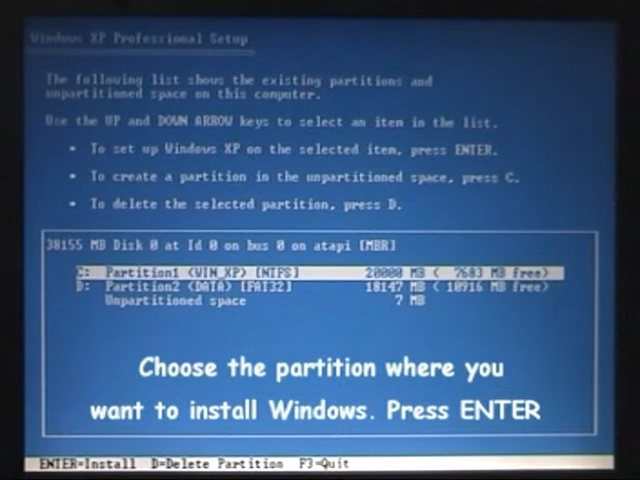 Windows XP Professional Setup
The following list shows the existing partitions and
unpartitioned space on this computer.
Use the UP and DOWN ARROW keys to select an item in the list.
• To set up Windows XP on the selected item, press ENTER.
• To create a partition in the unpartitioned space, press C.
• To delete the selected partition, press D.
38155 MB Disk 0 at Id 0 on bus 0 on atapi [MBR]
C: Partition1 (WIN_XP) [NTFS] 20000 MB ( 7683 MB free)
D: Partition2 (DATA) [FAT32] 18147 MB ( 10916 MB free)
Unpartitioned space 7 MB
Choose the partition where you
want to install Windows. Press ENTER
ENTER=Install D=Delete Partition F3=Quit